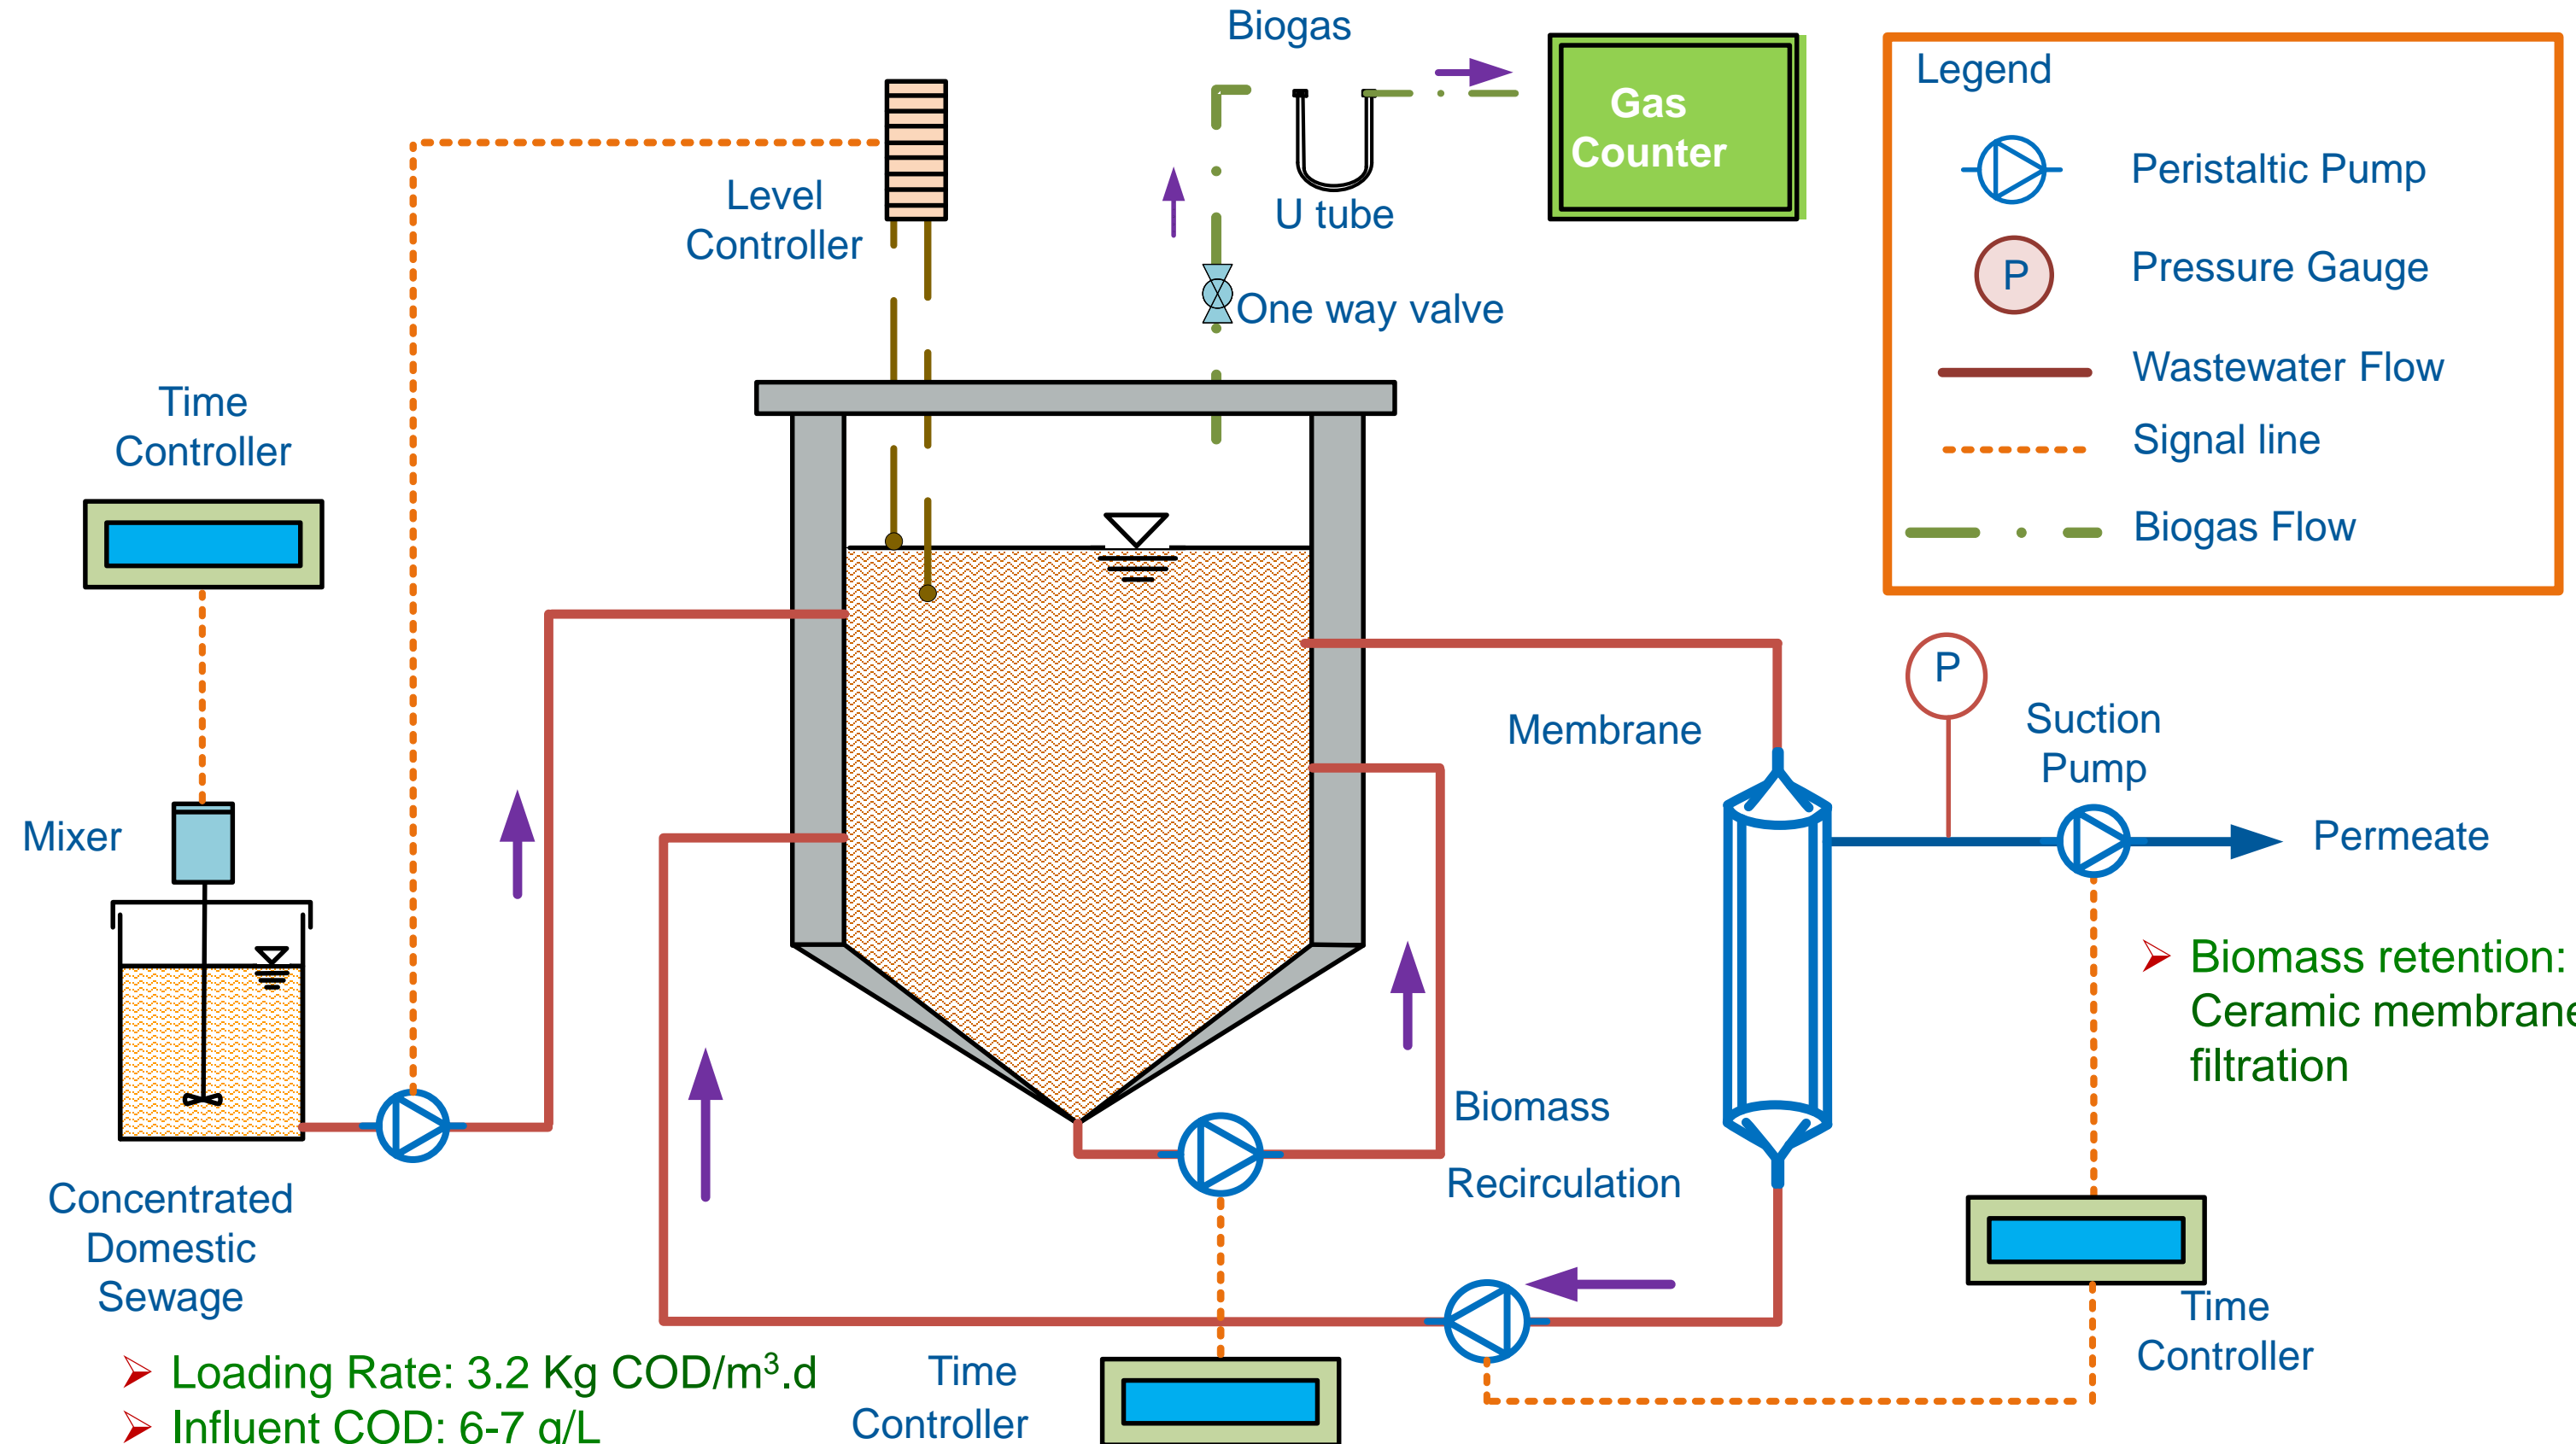 Biogas
Gas
Counter
U tube
Level
Controller
One way valve
Legend
Peristaltic Pump
P
Pressure Gauge
Wastewater Flow
Signal line
Biogas Flow
Time
Controller
Mixer
Concentrated
Domestic
Sewage
Membrane
P
Suction
Pump
Permeate
➢ Biomass retention:
Ceramic membrane
filtration
Biomass
Recirculation
Time
Controller
Time
Controller
➢ Loading Rate: 3.2 Kg COD/m³.d
➢ Influent COD: 6-7 g/L